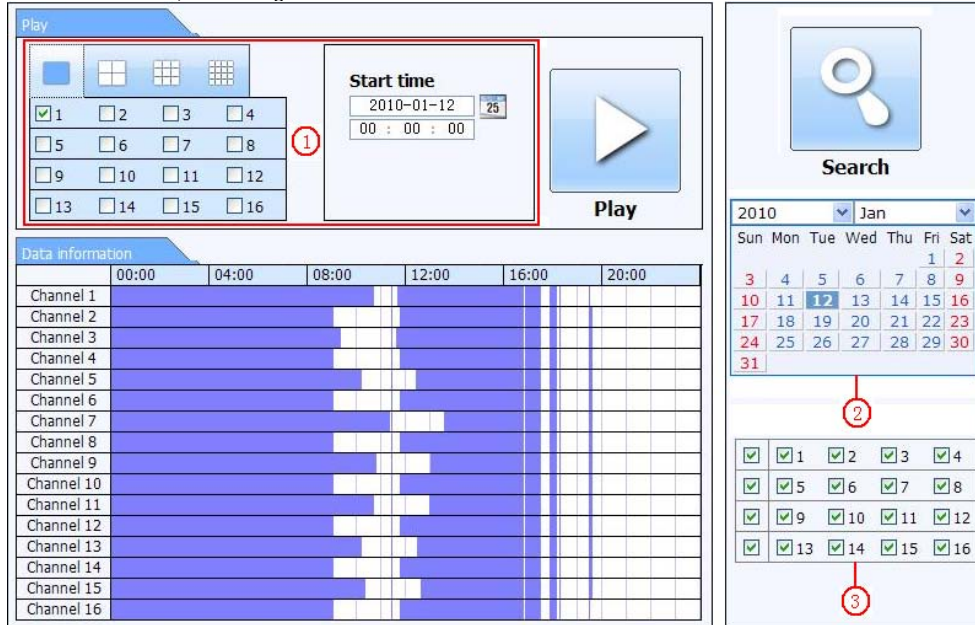 Play
Start time
2010-01-12
25
00 : 00 : 00
1 2 3 4
5 6 7 8
9 10 11 12
13 14 15 16
1
Play
Data information
00:00 04:00 08:00 12:00 16:00 20:00
Channel 1
Channel 2
Channel 3
Channel 4
Channel 5
Channel 6
Channel 7
Channel 8
Channel 9
Channel 10
Channel 11
Channel 12
Channel 13
Channel 14
Channel 15
Channel 16
Search
2010 Jan
Sun Mon Tue Wed Thu Fri Sat
1 2
3 4 5 6 7 8 9
10 11 12 13 14 15 16
17 18 19 20 21 22 23
24 25 26 27 28 29 30
31
2
1 2 3 4
5 6 7 8
9 10 11 12
13 14 15 16
3